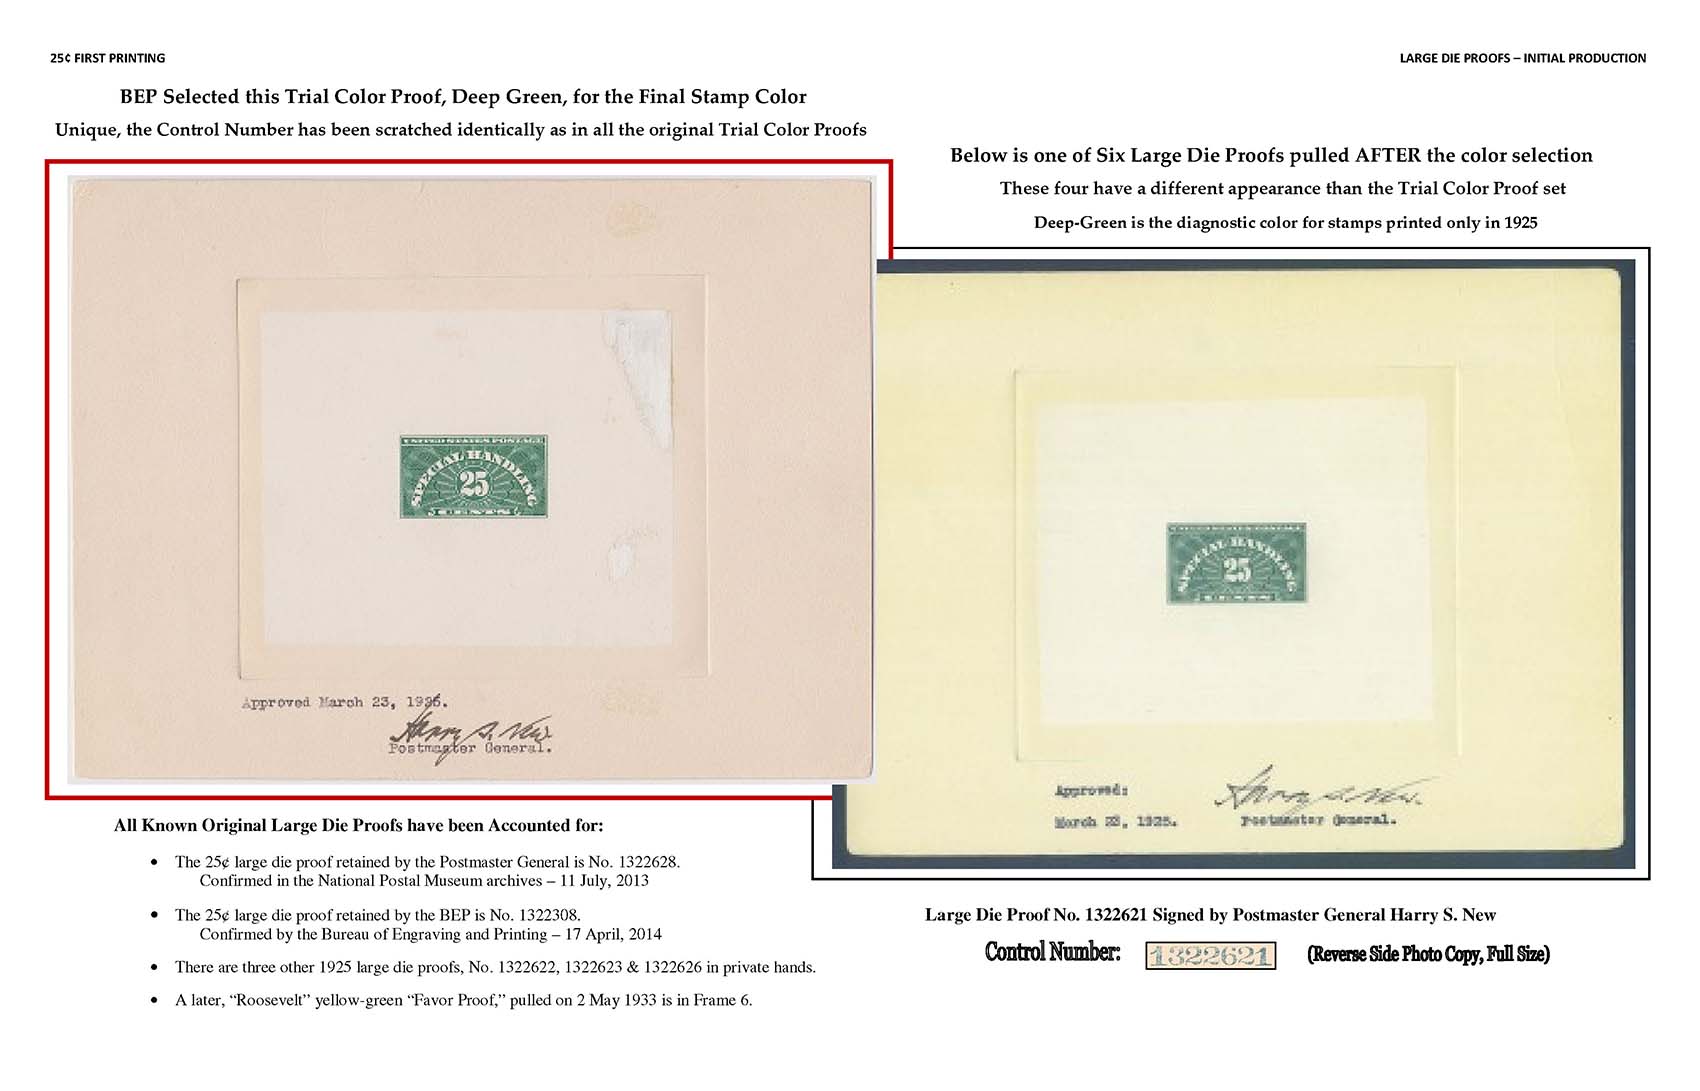 25¢ FIRST PRINTING
LARGE DIE PROOFS – INITIAL PRODUCTION
BEP Selected this Trial Color Proof, Deep Green, for the Final Stamp Color
Unique, the Control Number has been scratched identically as in all the original Trial Color Proofs
Below is one of Six Large Die Proofs pulled AFTER the color selection
These four have a different appearance than the Trial Color Proof set
Deep-Green is the diagnostic color for stamps printed only in 1925
UNITED STATES POSTAGE
SPECIAL HANDLING
25
CENTS
Approved March 23, 1925.
Harry S. New
Postmaster General.
UNITED STATES POSTAGE
SPECIAL HANDLING
25
CENTS
Approved:
March 23, 1925.
Harry S. New.
Postmaster General.
All Known Original Large Die Proofs have been Accounted for:
• The 25¢ large die proof retained by the Postmaster General is No. 1322628.
Confirmed in the National Postal Museum archives – 11 July, 2013
• The 25¢ large die proof retained by the BEP is No. 1322308.
Confirmed by the Bureau of Engraving and Printing – 17 April, 2014
• There are three other 1925 large die proofs, No. 1322622, 1322623 & 1322626 in private hands.
• A later, “Roosevelt” yellow-green “Favor Proof,” pulled on 2 May 1933 is in Frame 6.
Large Die Proof No. 1322621 Signed by Postmaster General Harry S. New
Control Number: 1322621 (Reverse Side Photo Copy, Full Size)